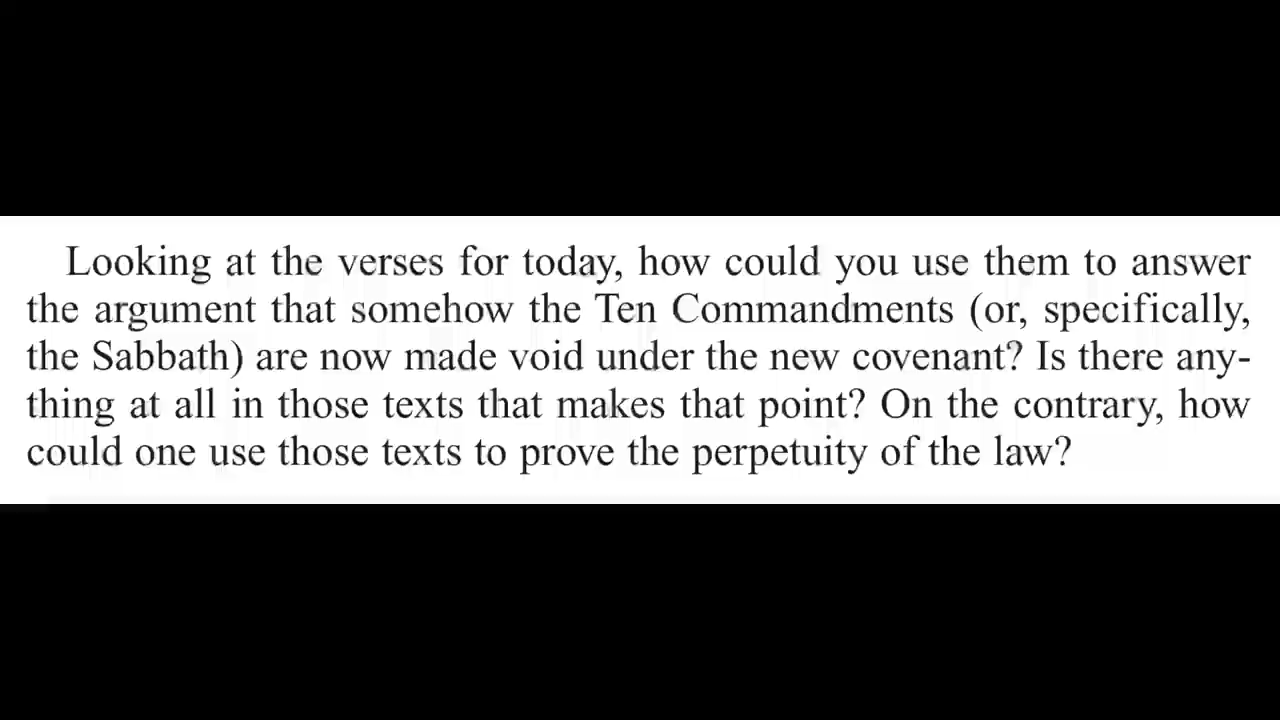 Looking at the verses for today, how could you use them to answer
the argument that somehow the Ten Commandments (or, specifically,
the Sabbath) are now made void under the new covenant? Is there any-
thing at all in those texts that makes that point? On the contrary, how
could one use those texts to prove the perpetuity of the law?